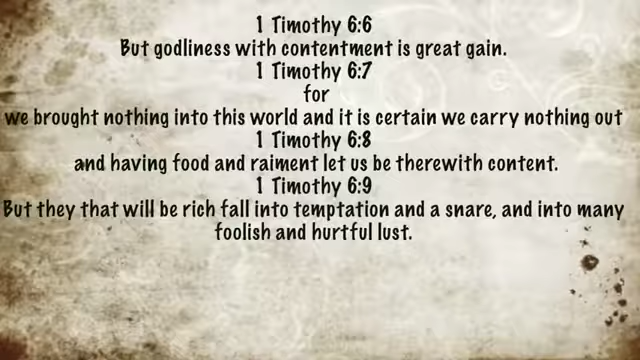 1 Timothy 6:6
But godliness with contentment is great gain.
1 Timothy 6:7
for
we brought nothing into this world and it is certain we carry nothing out
1 Timothy 6:8
and having food and raiment let us be therewith content.
1 Timothy 6:9
But they that will be rich fall into temptation and a snare, and into many
foolish and hurtful lust.